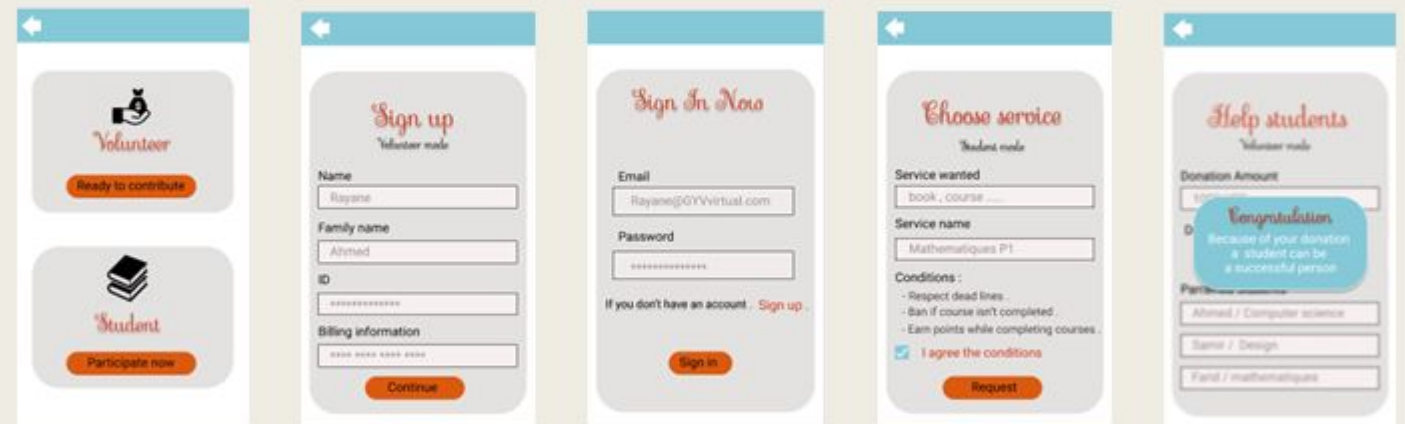 Volunteer
Ready to contribute
Student
Participate now
Sign up
Volunteer mode
Name
Rayane
Family name
Ahmed
ID
*************
Billing information
**** **** **** ****
Continue
Sign In Now
Email
Rayane@GYVvirtusl.com
Password
**************
If you don't have an account . Sign up .
Sign in
Choose service
Student mode
Service wanted
book , course .....
Service name
Mathematiques P1
Conditions :
- Respect dead lines .
- Ban if course isn't completed .
- Earn points while completing courses .
I agree the conditions
Request
Help students
Volunteer mode
Donation Amount
Congratulation
Because of your donation
a student can be
a successful person
Ahmed / Computer science
Samir / Design
Farid / mathematiques